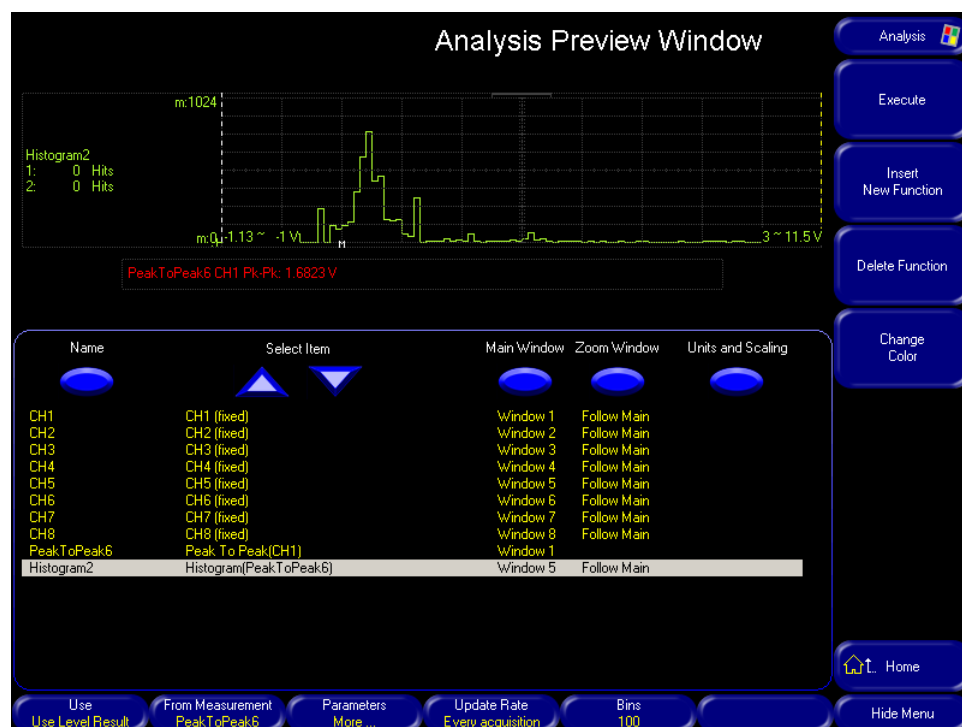 Analysis Preview Window
Analysis
m:1024
Execute
Histogram2
1: 0 Hits
2: 0 Hits
Insert
New Function
m:0 -1.13 ~ -1 V
M
3 ~ 11.5 V
Delete Function
PeakToPeak6 CH1 Pk-Pk: 1.6823 V
Change
Color
Name Select Item Main Window Zoom Window Units and Scaling
CH1 CH1 (fixed) Window 1 Follow Main
CH2 CH2 (fixed) Window 2 Follow Main
CH3 CH3 (fixed) Window 3 Follow Main
CH4 CH4 (fixed) Window 4 Follow Main
CH5 CH5 (fixed) Window 5 Follow Main
CH6 CH6 (fixed) Window 6 Follow Main
CH7 CH7 (fixed) Window 7 Follow Main
CH8 CH8 (fixed) Window 8 Follow Main
PeakToPeak6 Peak To Peak(CH1) Window 1
Histogram2 Histogram(PeakToPeak6) Window 5 Follow Main
Home
Use
Use Level Result
From Measurement
PeakToPeak6
Parameters
More ...
Update Rate
Every acquisition
Bins
100
Hide Menu